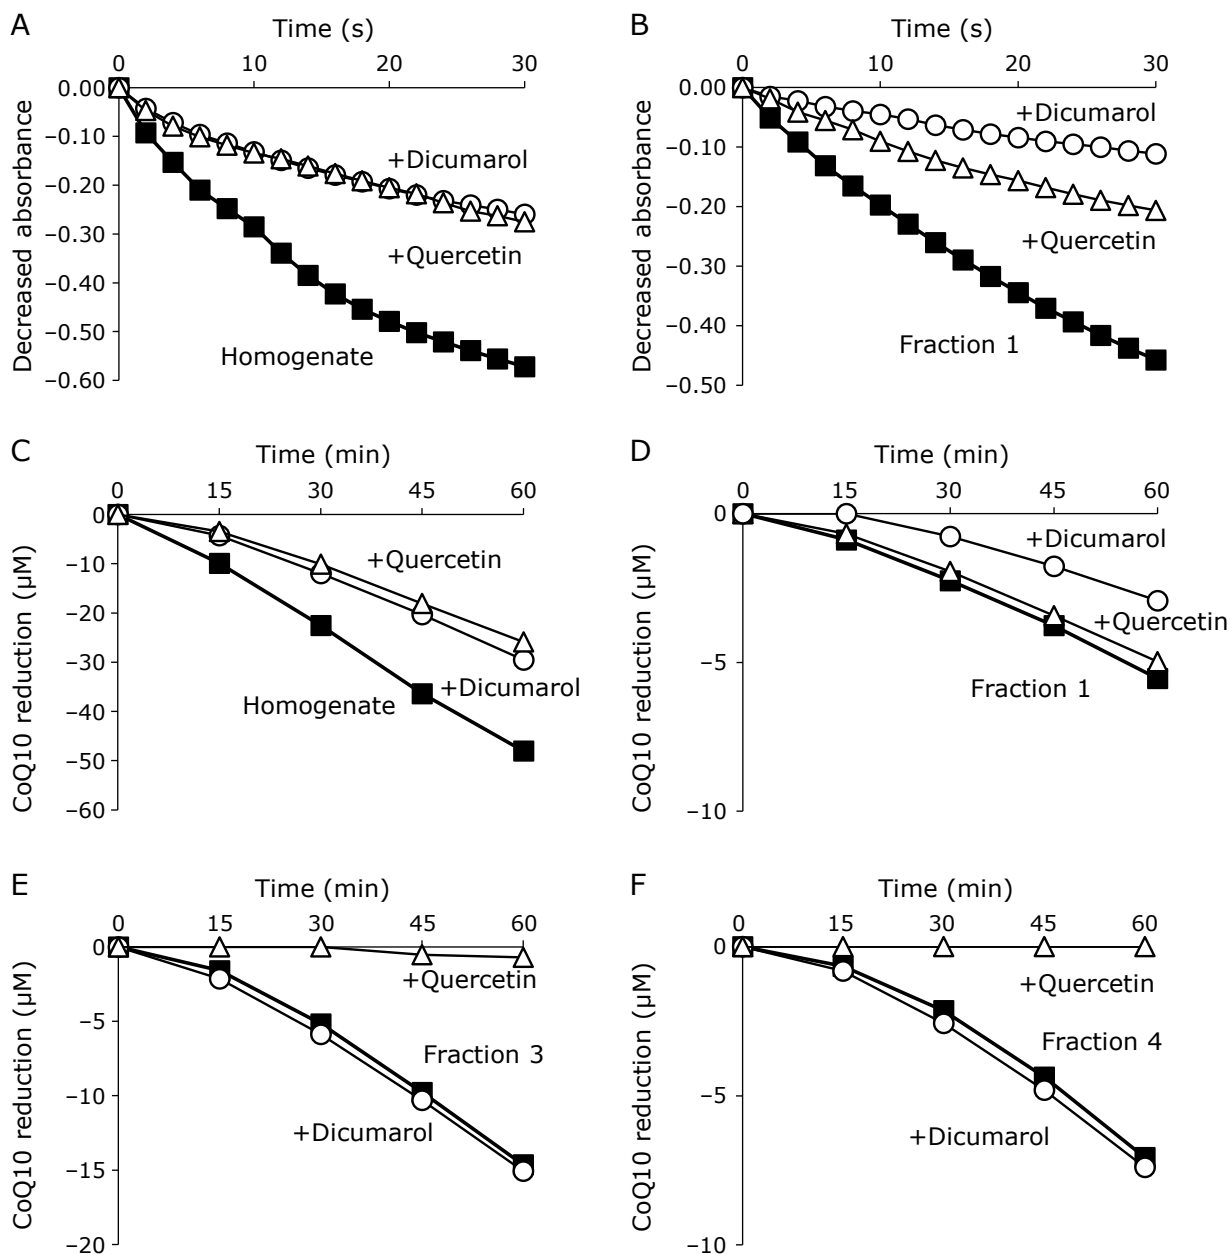 A
Time (s)
0 10 20 30
0.00
−0.10
−0.20
−0.30
−0.40
−0.50
−0.60
Decreased absorbance
+Dicumarol
+Quercetin
Homogenate
B
Time (s)
0 10 20 30
0.00
−0.10
−0.20
−0.30
−0.40
−0.50
Decreased absorbance
+Dicumarol
+Quercetin
Fraction 1
C
Time (min)
0 15 30 45 60
0
−10
−20
−30
−40
−50
−60
CoQ10 reduction (μM)
+Quercetin
+Dicumarol
Homogenate
D
Time (min)
0 15 30 45 60
0
−5
−10
CoQ10 reduction (μM)
+Dicumarol
+Quercetin
Fraction 1
E
Time (min)
0 15 30 45 60
0
−5
−10
−15
−20
CoQ10 reduction (μM)
+Quercetin
Fraction 3
+Dicumarol
F
Time (min)
0 15 30 45 60
0
−5
−10
CoQ10 reduction (μM)
+Quercetin
Fraction 4
+Dicumarol